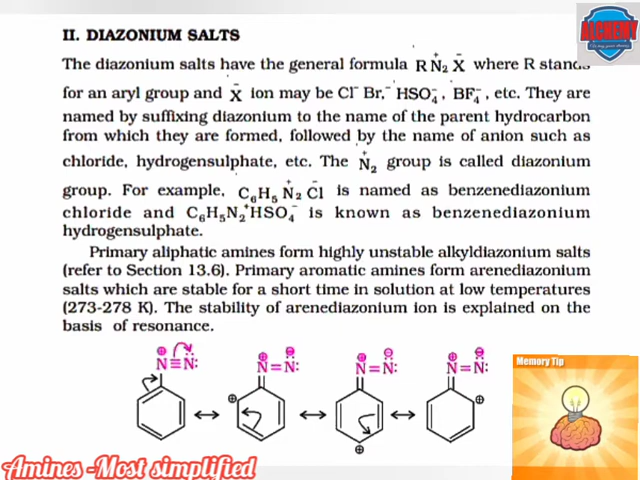 II. DIAZONIUM SALTS
ALCHEMY
The diazonium salts have the general formula R N̟⁺₂ X⁻ where R stands
for an aryl group and X⁻ ion may be Cl⁻ Br,⁻ HSO₄⁻, BF₄⁻, etc. They are
named by suffixing diazonium to the name of the parent hydrocarbon
from which they are formed, followed by the name of anion such as
chloride, hydrogensulphate, etc. The N⁺₂ group is called diazonium
group. For example, C₆H₅ N⁺₂ Cl⁻ is named as benzenediazonium
chloride and C₆H₅N₂⁺HSO₄⁻ is known as benzenediazonium
hydrogensulphate.
Primary aliphatic amines form highly unstable alkyldiazonium salts
(refer to Section 13.6). Primary aromatic amines form arenediazonium
salts which are stable for a short time in solution at low temperatures
(273-278 K). The stability of arenediazonium ion is explained on the
basis of resonance.
N≡N: N=N: N=N: N=N:
Memory Tip
Amines -Most simplified